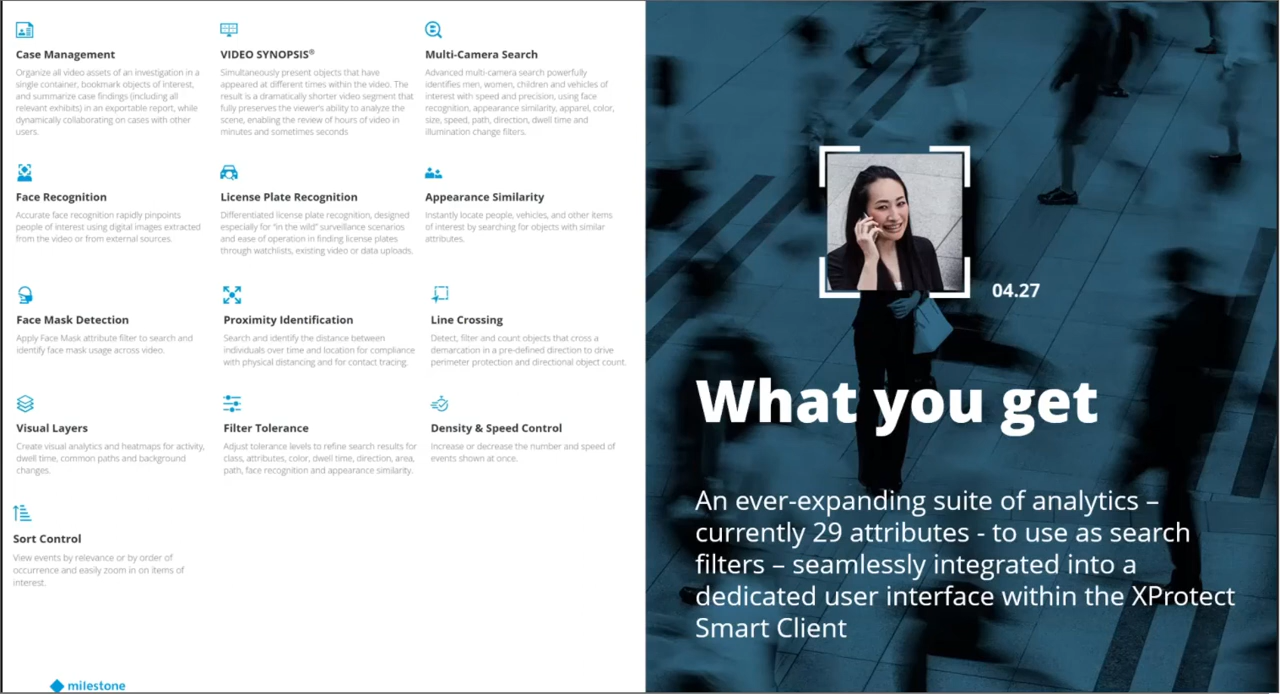 Case Management
Organize all video assets of an investigation in a
single container, bookmark objects of interest,
and summarize case findings (including all
relevant exhibits) in an exportable report, while
dynamically collaborating on cases with other
users.
VIDEO SYNOPSIS®
Simultaneously present objects that have
appeared at different times within the video. The
result is a dramatically shorter video segment that
fully preserves the viewer's ability to analyze the
scene, enabling the review of hours of video in
minutes and sometimes seconds
Multi-Camera Search
Advanced multi-camera search powerfully
identifies men, women, children and vehicles of
interest with speed and precision, using face
recognition, appearance similarity, apparel, color,
size, speed, path, direction, dwell time and
illumination change filters.
Face Recognition
Accurate face recognition rapidly pinpoints
people of interest using digital images extracted
from the video or from external sources.
License Plate Recognition
Differentiated license plate recognition, designed
especially for “in the wild” surveillance scenarios
and ease of operation in finding license plates
through watchlists, existing video or data uploads.
Appearance Similarity
Instantly locate people, vehicles, and other items
of interest by searching for objects with similar
attributes.
Face Mask Detection
Apply Face Mask attribute filter to search and
identify face mask usage across video.
Proximity Identification
Search and identify the distance between
individuals over time and location for compliance
with physical distancing and for contact tracing.
Line Crossing
Detect, filter and count objects that cross a
demarcation in a pre-defined direction to drive
perimeter protection and directional object count.
Visual Layers
Create visual analytics and heatmaps for activity,
dwell time, common paths and background
changes.
Filter Tolerance
Adjust tolerance levels to refine search results for
class, attributes, color, dwell time, direction, area,
path, face recognition and appearance similarity.
Density & Speed Control
Increase or decrease the number and speed of
events shown at once.
Sort Control
View events by relevance or by order of
occurrence and easily zoom in on items of
interest.
milestone
04.27
What you get
An ever-expanding suite of analytics –
currently 29 attributes - to use as search
filters – seamlessly integrated into a
dedicated user interface within the XProtect
Smart Client